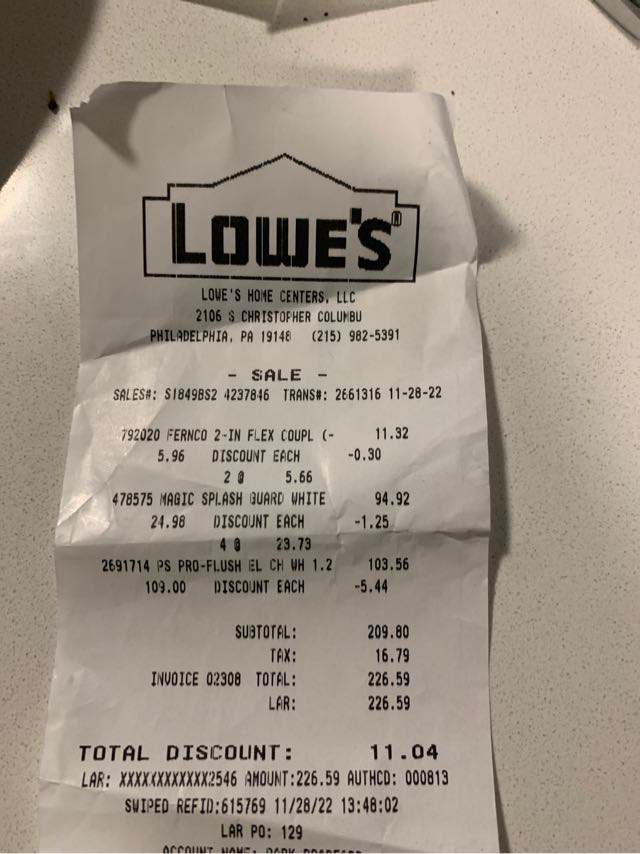 LOWE'S®
LOWE'S HOME CENTERS, LLC
2106 S CHRISTOPHER COLUMBU
PHILADELPHIA, PA 19148 (215) 982-5391
- SALE -
SALES#: S1849BS2 4237846 TRANS#: 2661316 11-28-22
792020 FERNCO 2-IN FLEX COUPL (- 11.32
5.96 DISCOUNT EACH -0.30
2 @ 5.66
478575 MAGIC SPLASH GUARD WHITE 94.92
24.98 DISCOUNT EACH -1.25
4 @ 23.73
2691714 PS PRO-FLUSH EL CH WH 1.2 103.56
109.00 DISCOUNT EACH -5.44
SUBTOTAL: 209.80
TAX: 16.79
INVOICE 02308 TOTAL: 226.59
LAR: 226.59
TOTAL DISCOUNT: 11.04
LAR: XXXXXXXXXXXX2546 AMOUNT:226.59 AUTHCD: 000813
SWIPED REFID:615769 11/28/22 13:48:02
LAR PO: 129
ACCOUNT NAME: